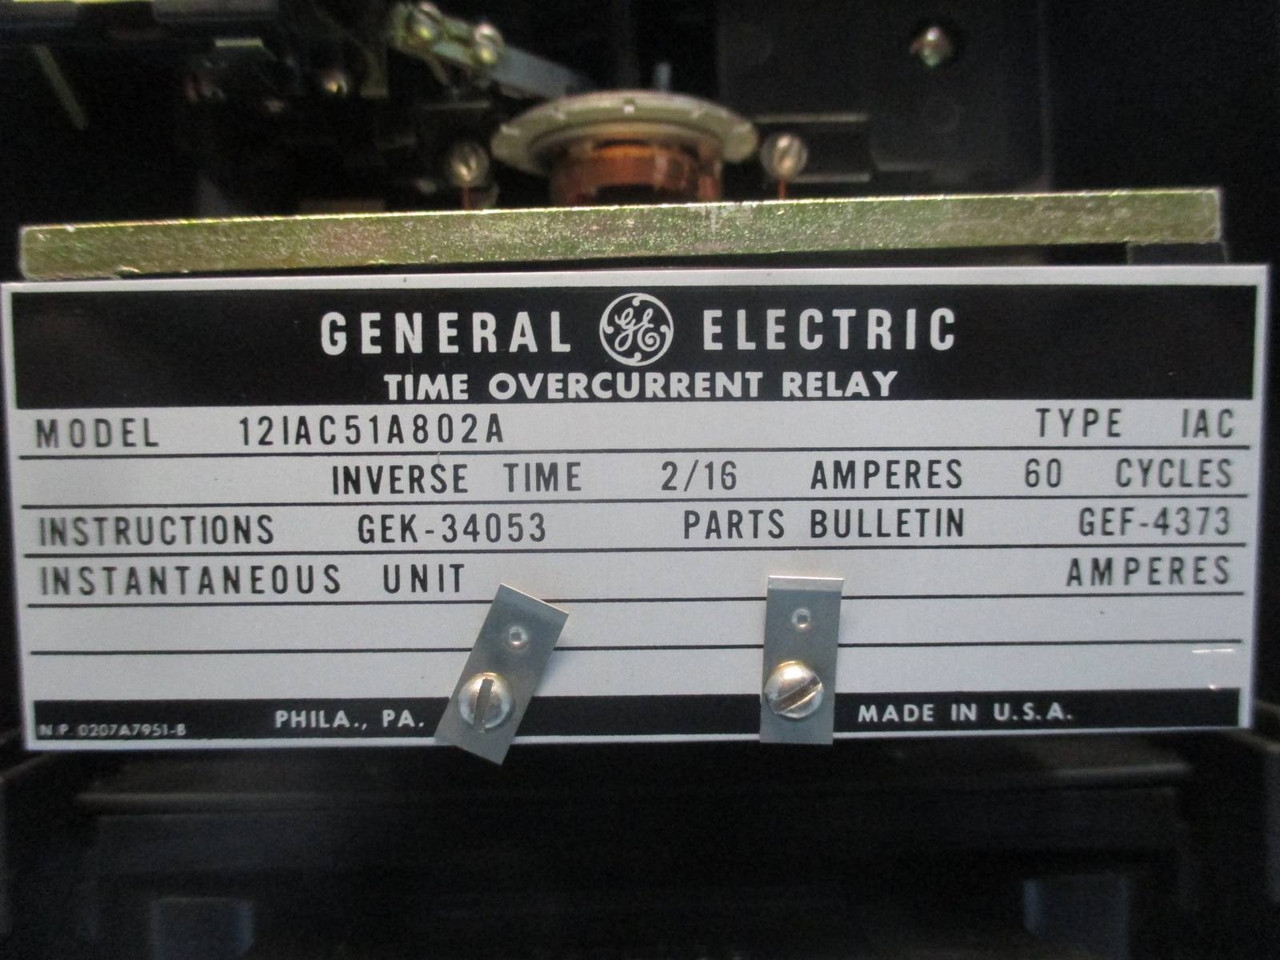 GENERAL GE ELECTRIC
TIME OVERCURRENT RELAY
MODEL 12IAC51A802A TYPE IAC
INVERSE TIME 2/16 AMPERES 60 CYCLES
INSTRUCTIONS GEK-34053 PARTS BULLETIN GEF-4373
INSTANTANEOUS UNIT AMPERES
N.P. 0207A7951-B PHILA., PA. MADE IN U.S.A.